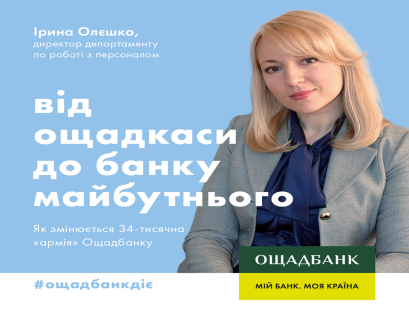 Ірина Олєшко,
директор департаменту
по роботі з персоналом
від
ощадкаси
до банку
майбутнього
Як змінюється 34-тисячна
«армія» Ощадбанку
ОЩАДБАНК
МІЙ БАНК. МОЯ КРАЇНА
#ощадбанкдіє